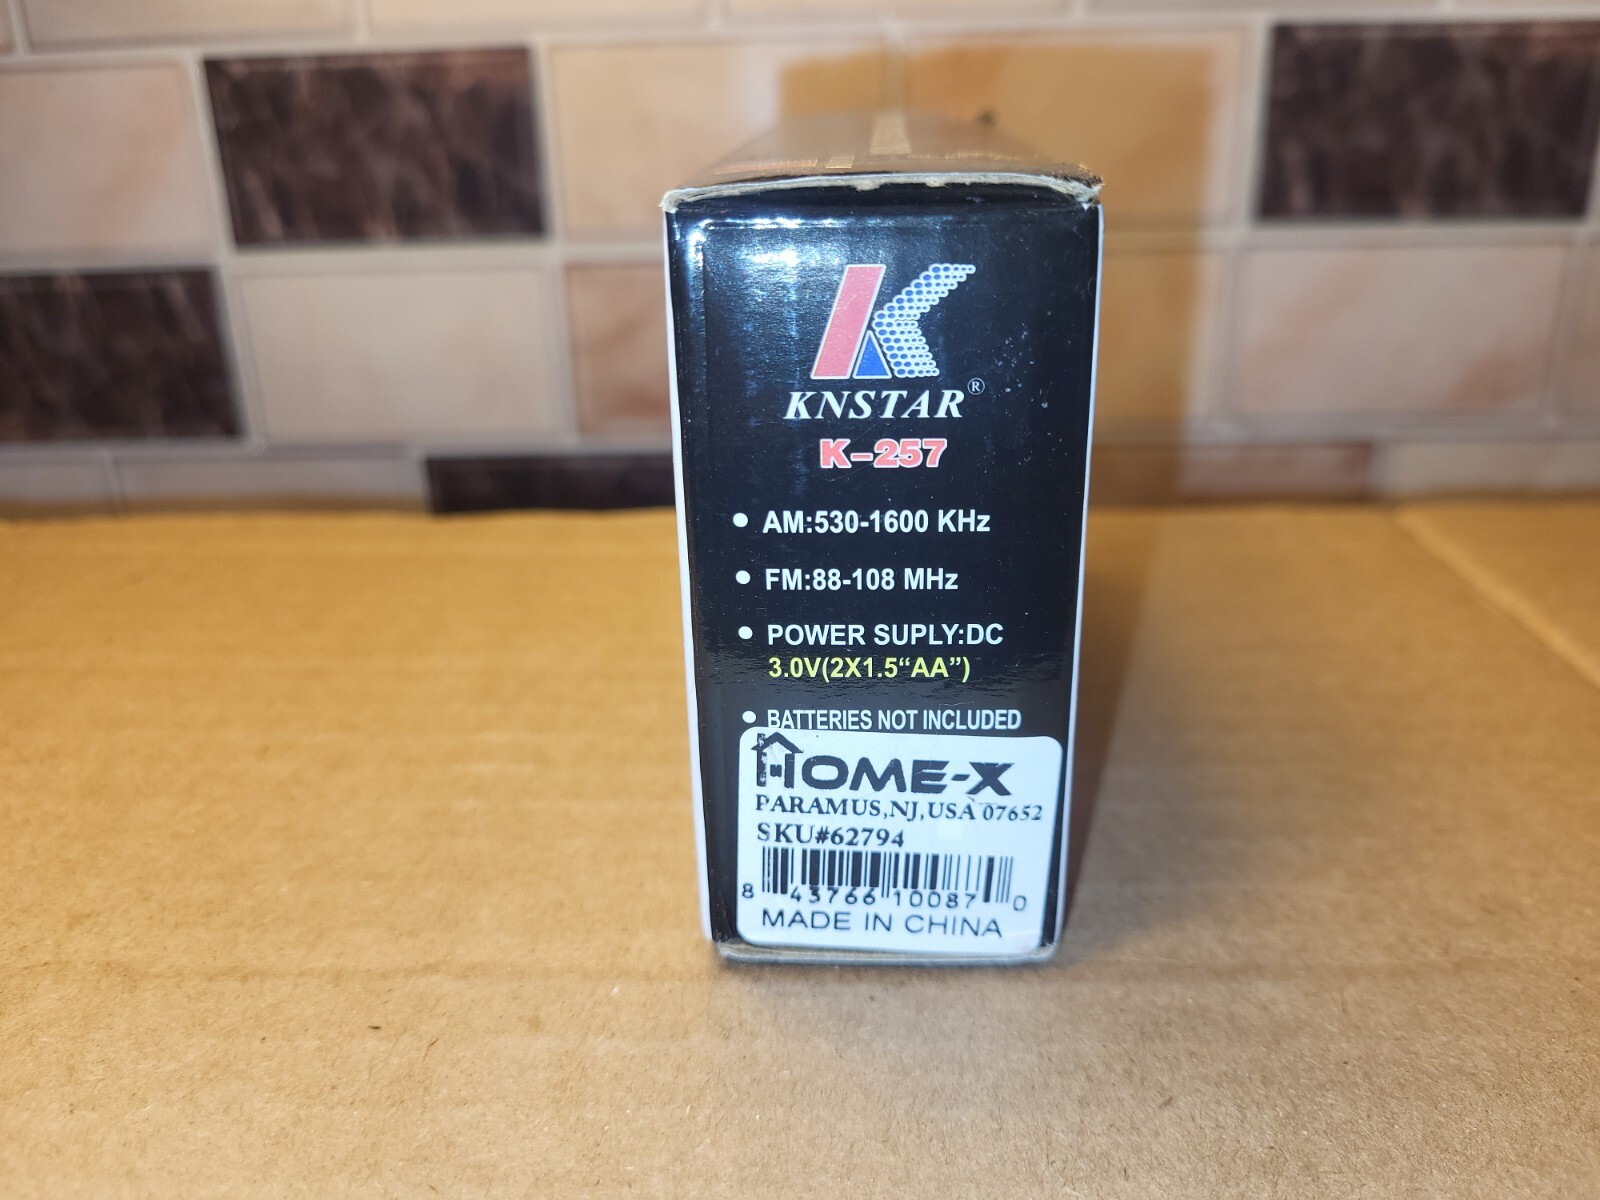 KNSTAR®
K-257
• AM:530-1600 KHz
• FM:88-108 MHz
• POWER SUPLY:DC
3.0V(2X1.5“AA”)
• BATTERIES NOT INCLUDED
HOME-X
PARAMUS,NJ,USA 07652
SKU#62794
8 43766 10087 0
MADE IN CHINA